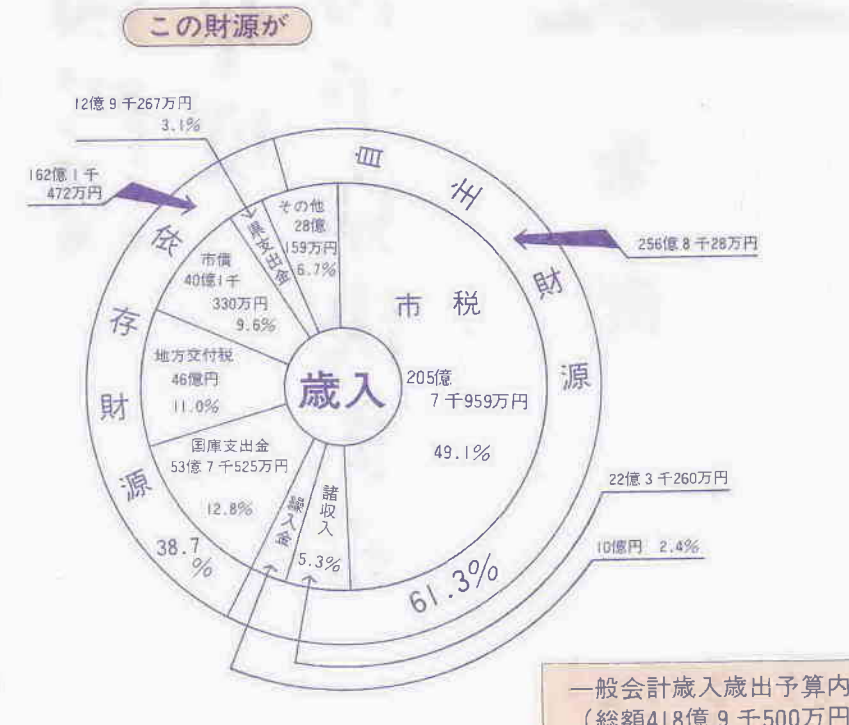 この財源が
12億9千267万円
3.1%
162億1千
472万円
自主財源
256億8千28万円
61.3%
依存財源
38.7
%
歳入
市税
205億
7千959万円
49.1%
その他
28億
159万円
6.7%
県支出金
市債
40億1千
330万円
9.6%
地方交付税
46億円
11.0%
国庫支出金
53億7千525万円
12.8%
繰入金
諸収入
5.3%
22億3千260万円
10億円 2.4%
一般会計歳入歳出予算内
(総額418億9千500万円